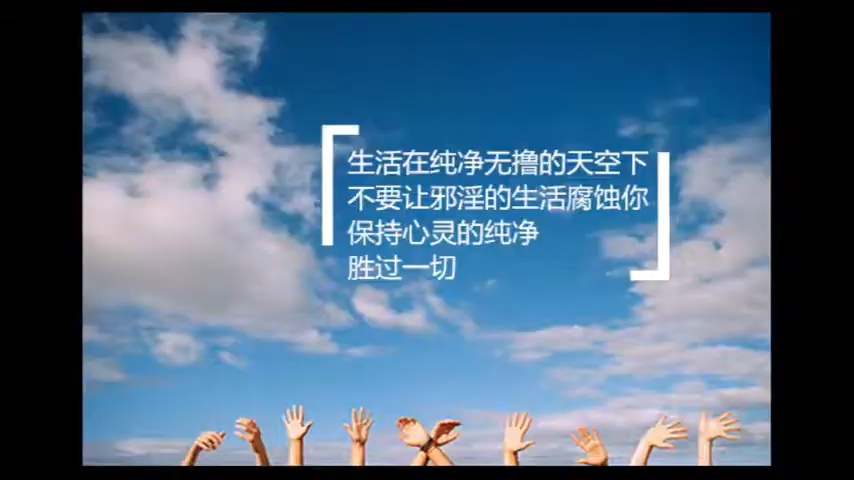 生活在纯净无撸的天空下
不要让邪淫的生活腐蚀你
保持心灵的纯净
胜过一切